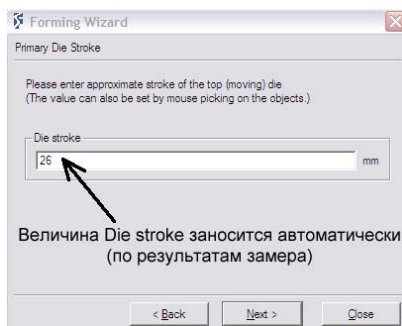 Forming Wizard
Primary Die Stroke
Please enter approximate stroke of the top (moving) die
(The value can also be set by mouse picking on the objects.)
Die stroke
26
mm
Величина Die stroke заносится автоматически
(по результатам замера)
< Back
Next >
Close